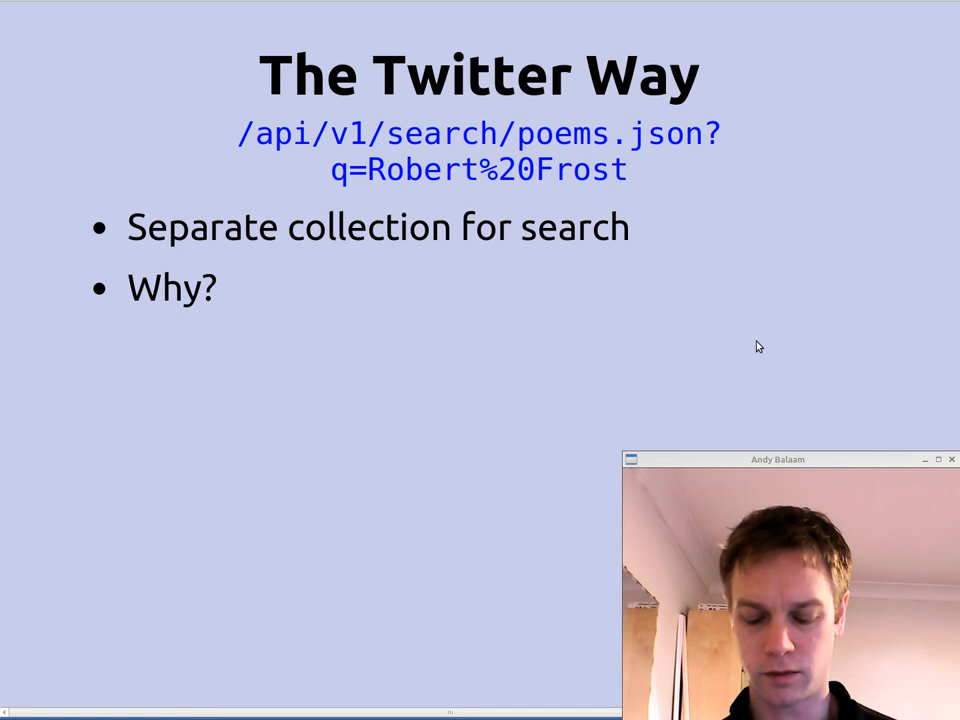 The Twitter Way
/api/v1/search/poems.json?
q=Robert%20Frost
• Separate collection for search
• Why?
Andy Balaam